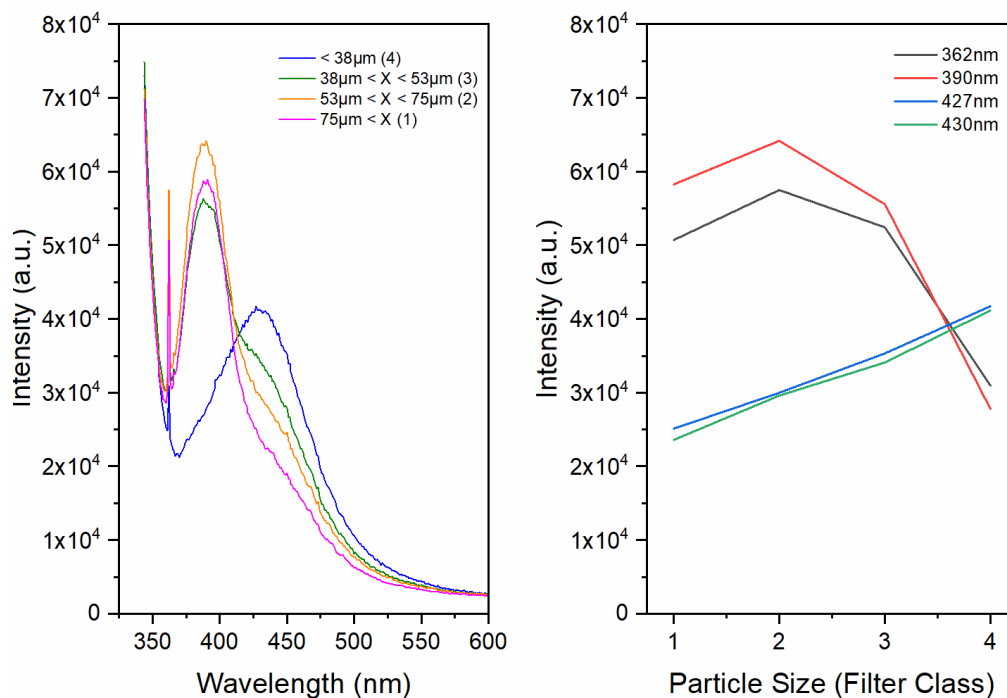 8x10⁴
7x10⁴
6x10⁴
5x10⁴
4x10⁴
3x10⁴
2x10⁴
1x10⁴
0
Intensity (a.u.)
< 38µm (4)
38µm < X < 53µm (3)
53µm < X < 75µm (2)
75µm < X (1)
350 400 450 500 550 600
Wavelength (nm)
8x10⁴
7x10⁴
6x10⁴
5x10⁴
4x10⁴
3x10⁴
2x10⁴
1x10⁴
0
Intensity (a.u.)
362nm
390nm
427nm
430nm
1 2 3 4
Particle Size (Filter Class)